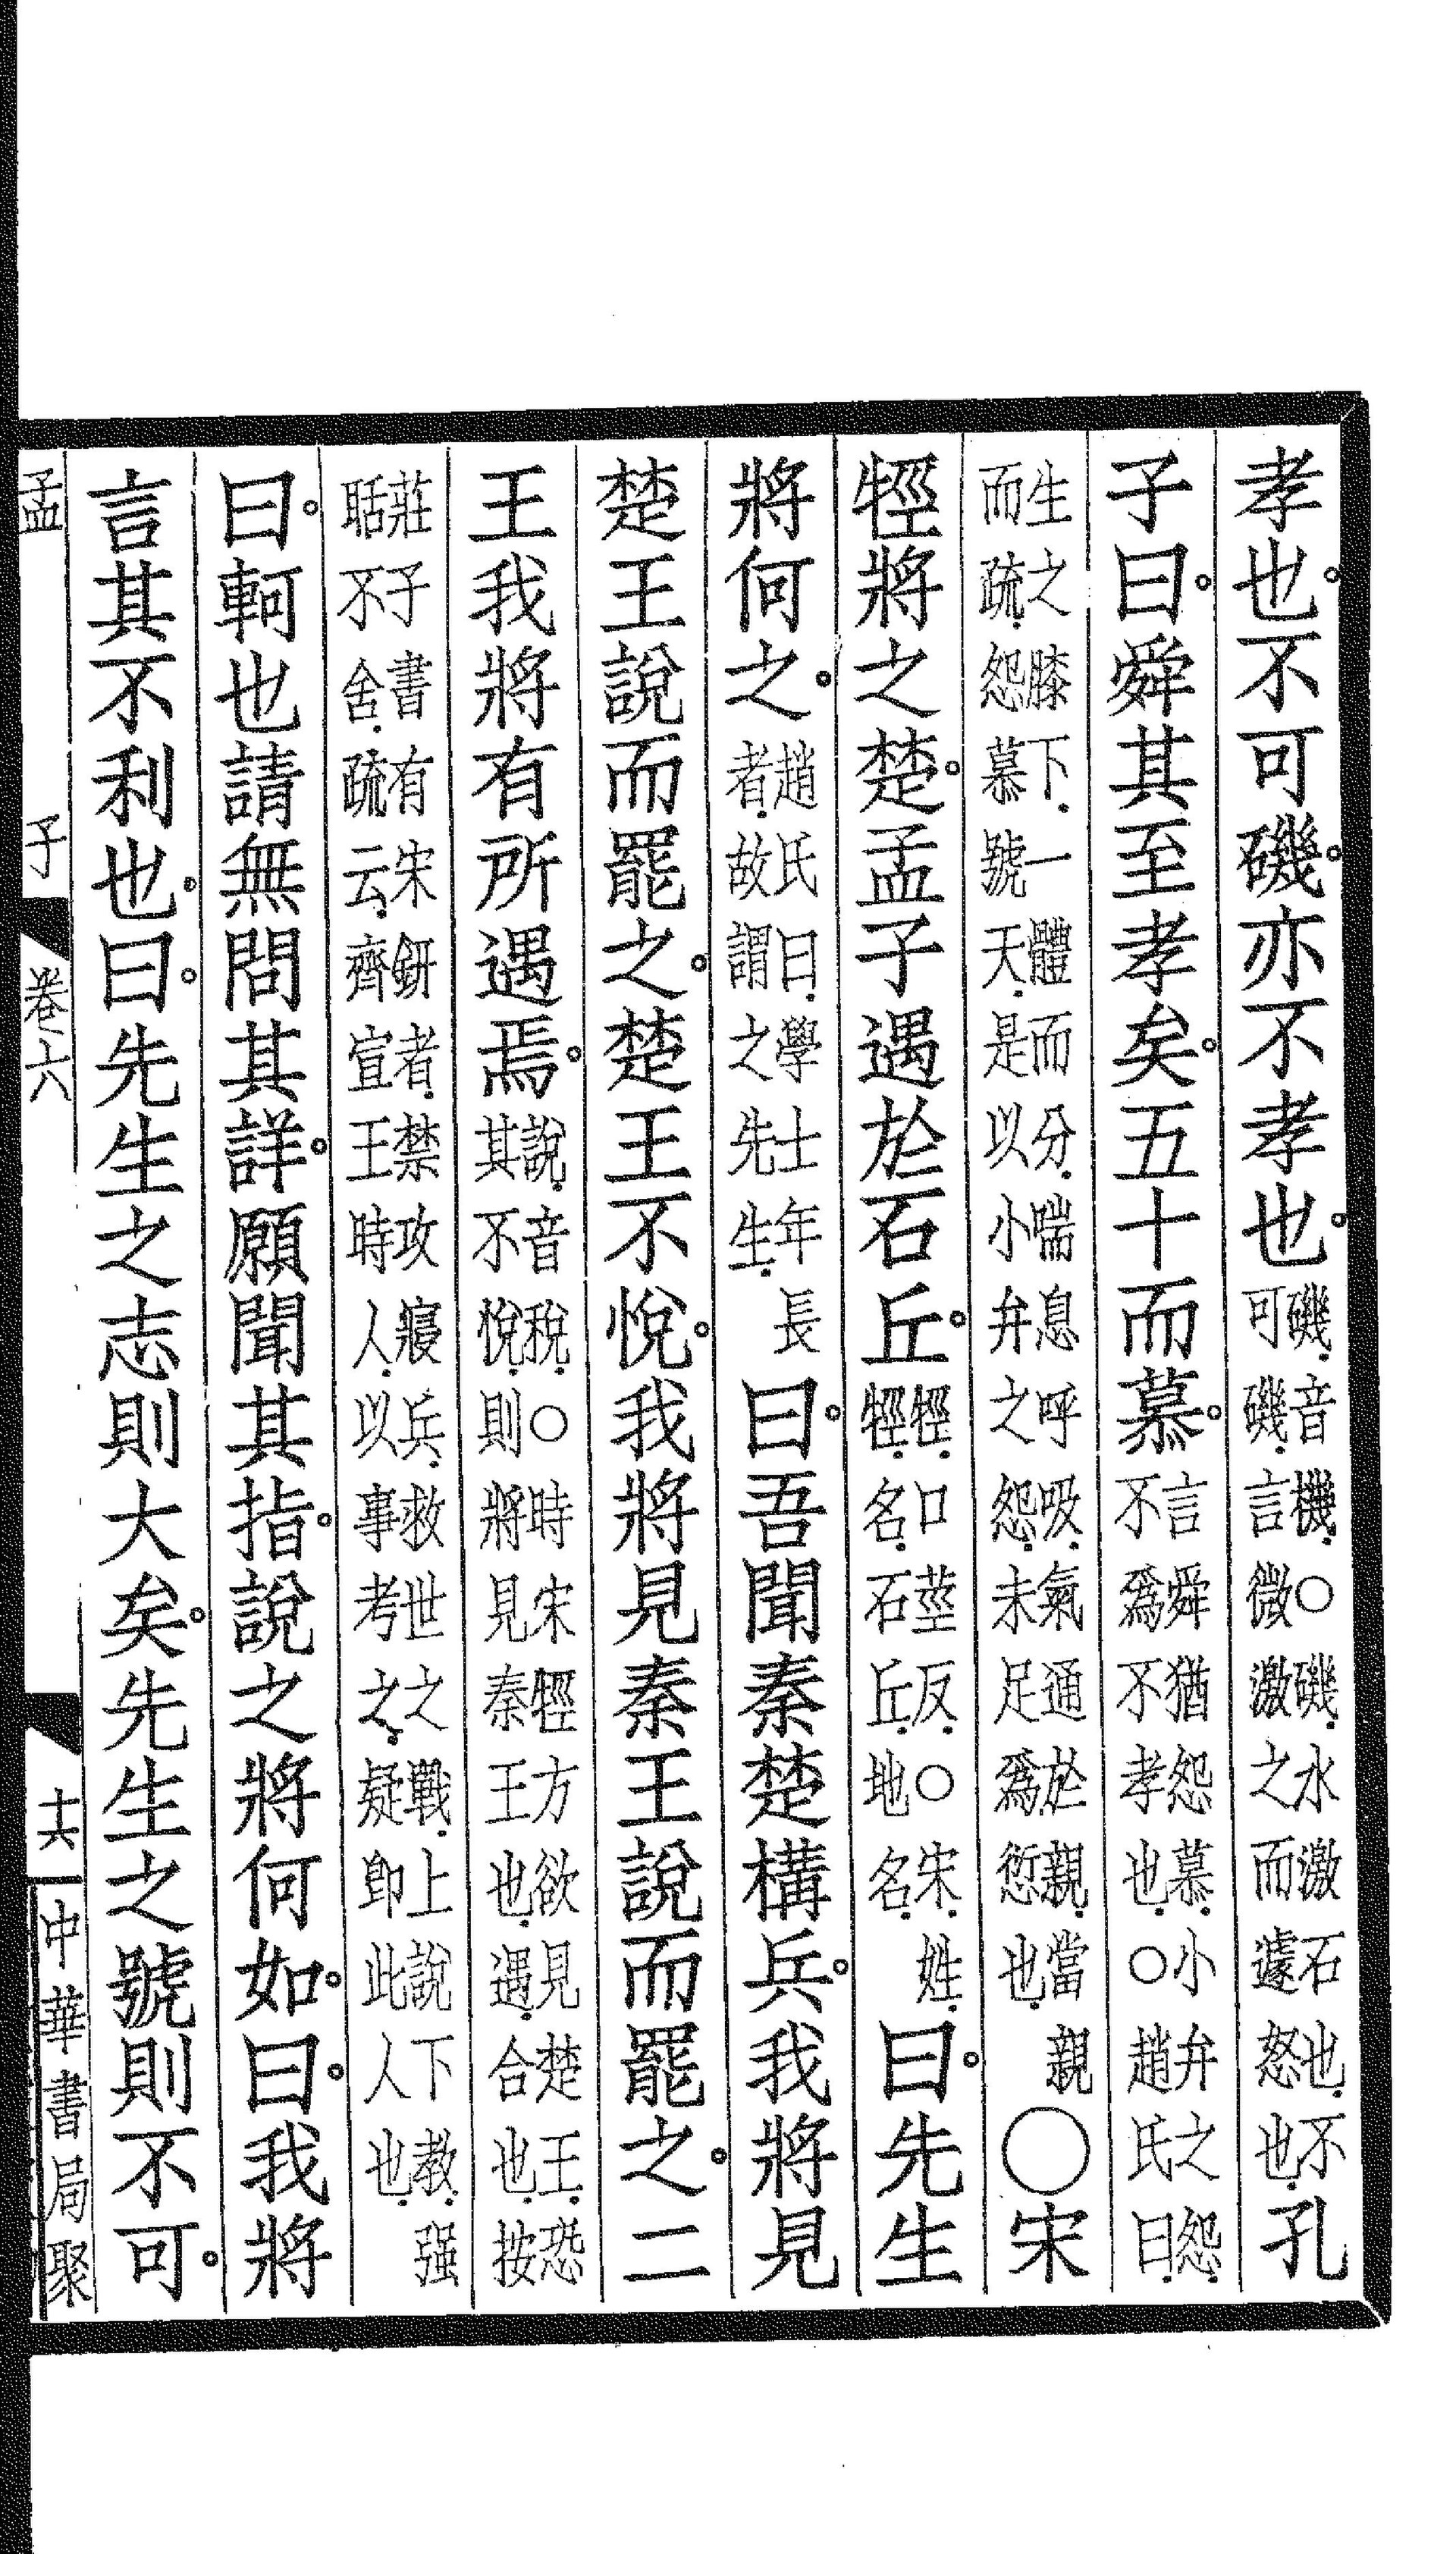 孝也。不可磯。亦不孝也。磯音機。○磯。水激石也。不可磯。言微激之而遽怒也。孔
子曰。舜其至孝矣。五十而慕。言舜猶怨慕。小弁之怨。不爲不孝也。○趙氏曰
生之膝下。一體而分。喘息呼吸。氣通於親。當親而疏。怨慕號天。是以小弁之怨。未足爲愆也。○宋
牼將之楚。孟子遇於石丘。牼。口莖反。○宋。姓。牼。名。石丘。地名。曰。先生
將何之。趙氏曰。學士年長者。故謂之先生。曰。吾聞秦楚構兵。我將見
楚王說而罷之。楚王不悅。我將見秦王說而罷之。二
王我將有所遇焉。說。音稅。○時宋牼方欲見楚王。恐其不悅。則將見秦王也。遇。合也。按
莊子書有宋鈃者。禁攻寢兵。救世之戰。上說下教。强聒不舍。疏云。齊宣王時人。以事考之。疑卽此人也。
曰。軻也請無問其詳。願聞其指。說之將何如。曰。我將
言其不利也。曰。先生之志則大矣。先生之號則不可。
孟 子 卷六 十六 中華書局聚